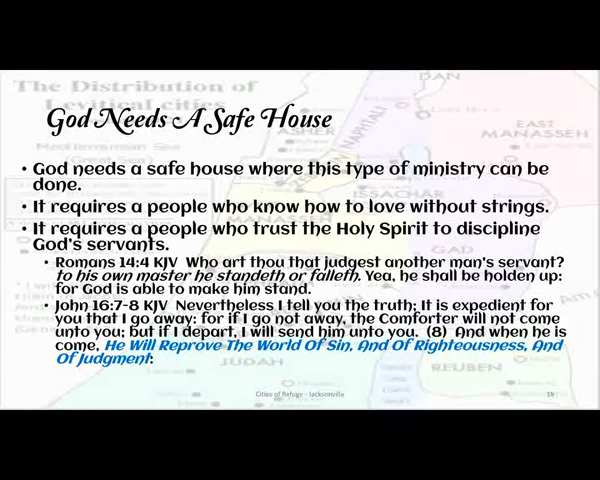 The Distribution of
Levitical cities
God Needs A Safe House
DAN
EAST
MANASSEH
ASHER
NAPHTALI
Mediterranean Sea
(Great Sea)
• God needs a safe house where this type of ministry can be
done.
ISSACHAR
• It requires a people who know how to love without strings.
MANASSEH
• It requires a people who trust the Holy Spirit to discipline
God's servants.
GAD
• Romans 14:4 KJV Who art thou that judgest another man's servant?
to his own master he standeth or falleth. Yea, he shall be holden up:
for God is able to make him stand.
• John 16:7-8 KJV Nevertheless I tell you the truth; It is expedient for
you that I go away: for if I go not away, the Comforter will not come
unto you; but if I depart, I will send him unto you. (8) And when he is
come, He Will Reprove The World Of Sin, And Of Righteousness, And
Of Judgment:
JUDAH
REUBEN
Cities of Refuge - Jacksonville